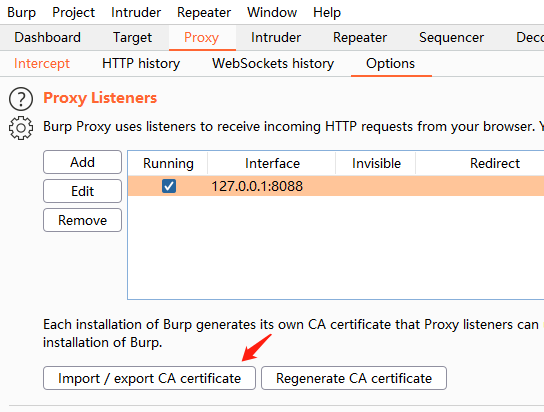 Burp Project Intruder Repeater Window Help
Dashboard Target Proxy Intruder Repeater Sequencer
Intercept HTTP history WebSockets history Options
? Proxy Listeners
Burp Proxy uses listeners to receive incoming HTTP requests from your browser.
Add Running Interface Invisible Redirect
127.0.0.1:8088
Edit
Remove
Each installation of Burp generates its own CA certificate that Proxy listeners can
installation of Burp.
Import / export CA certificate Regenerate CA certificate